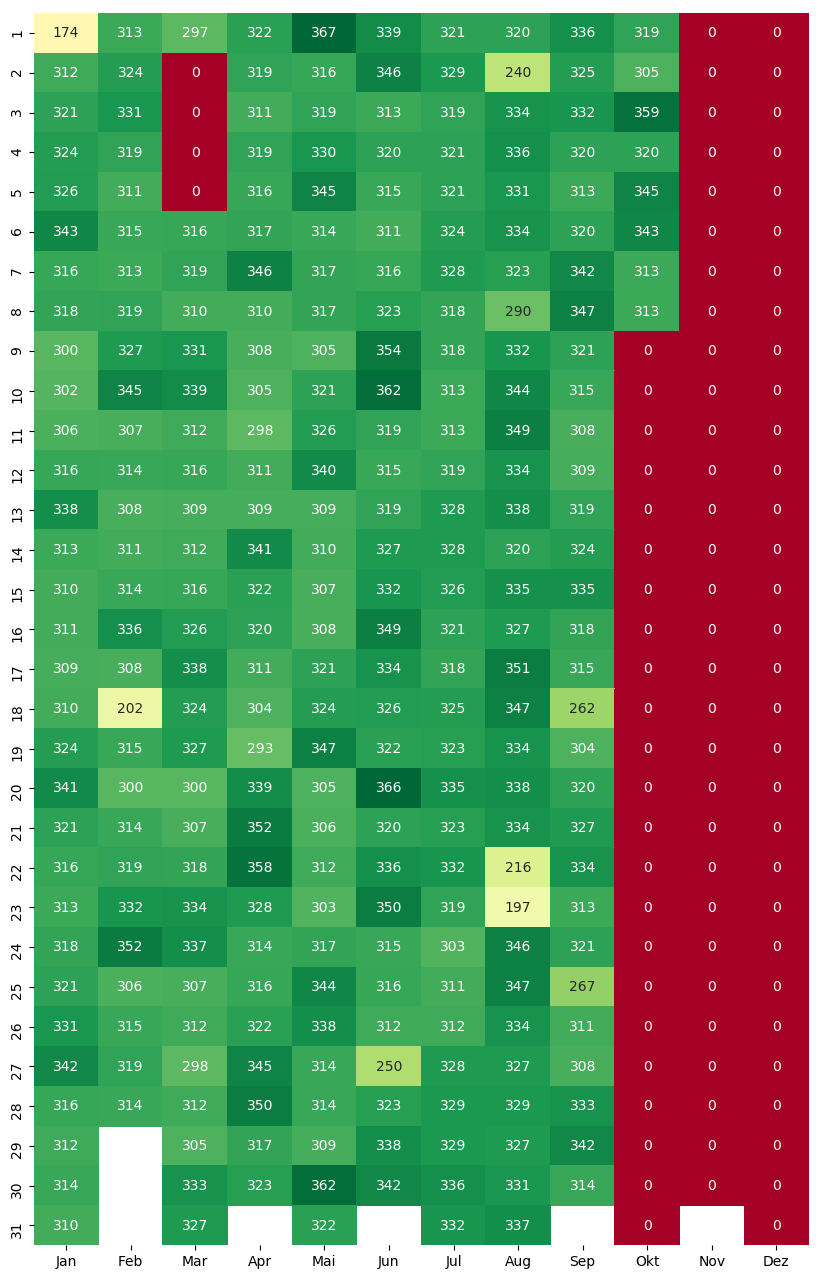 1 174 313 297 322 367 339 321 320 336 319 0 0
2 312 324 0 319 316 346 329 240 325 305 0 0
3 321 331 0 311 319 313 319 334 332 359 0 0
4 324 319 0 319 330 320 321 336 320 320 0 0
5 326 311 0 316 345 315 321 331 313 345 0 0
6 343 315 316 317 314 311 324 334 320 343 0 0
7 316 313 319 346 317 316 328 323 342 313 0 0
8 318 319 310 310 317 323 318 290 347 313 0 0
9 300 327 331 308 305 354 318 332 321 0 0 0
10 302 345 339 305 321 362 313 344 315 0 0 0
11 306 307 312 298 326 319 313 349 308 0 0 0
12 316 314 316 311 340 315 319 334 309 0 0 0
13 338 308 309 309 309 319 328 338 319 0 0 0
14 313 311 312 341 310 327 328 320 324 0 0 0
15 310 314 316 322 307 332 326 335 335 0 0 0
16 311 336 326 320 308 349 321 327 318 0 0 0
17 309 308 338 311 321 334 318 351 315 0 0 0
18 310 202 324 304 324 326 325 347 262 0 0 0
19 324 315 327 293 347 322 323 334 304 0 0 0
20 341 300 300 339 305 366 335 338 320 0 0 0
21 321 314 307 352 306 320 323 334 327 0 0 0
22 316 319 318 358 312 336 332 216 334 0 0 0
23 313 332 334 328 303 350 319 197 313 0 0 0
24 318 352 337 314 317 315 303 346 321 0 0 0
25 321 306 307 316 344 316 311 347 267 0 0 0
26 331 315 312 322 338 312 312 334 311 0 0 0
27 342 319 298 345 314 250 328 327 308 0 0 0
28 316 314 312 350 314 323 329 329 333 0 0 0
29 312 305 317 309 338 329 327 342 0 0 0
30 314 333 323 362 342 336 331 314 0 0 0
31 310 327 322 332 337 0 0
Jan Feb Mar Apr Mai Jun Jul Aug Sep Okt Nov Dez